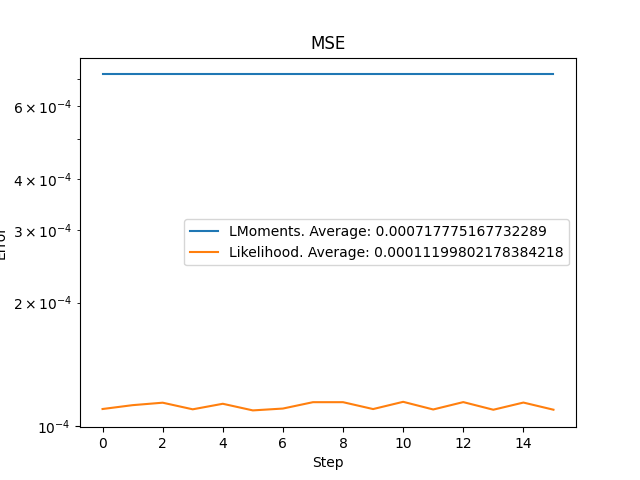 MSE
6 × 10⁻⁴
4 × 10⁻⁴
3 × 10⁻⁴
2 × 10⁻⁴
10⁻⁴
Error
LMoments. Average: 0.000717775167732289
Likelihood. Average: 0.00011199802178384218
0 2 4 6 8 10 12 14
Step